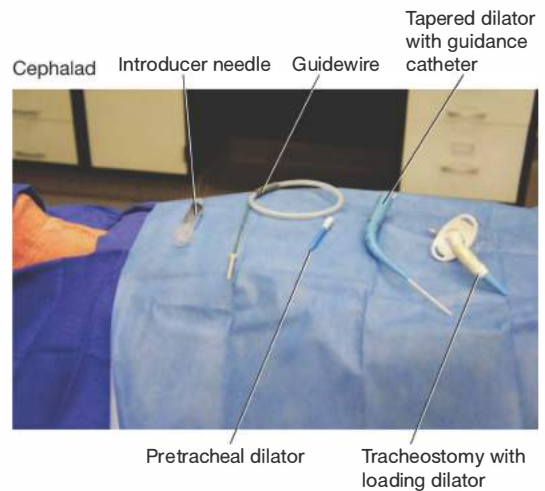 Tapered dilator
with guidance
catheter
Cephalad
Introducer needle
Guidewire
Pretracheal dilator
Tracheostomy with
loading dilator